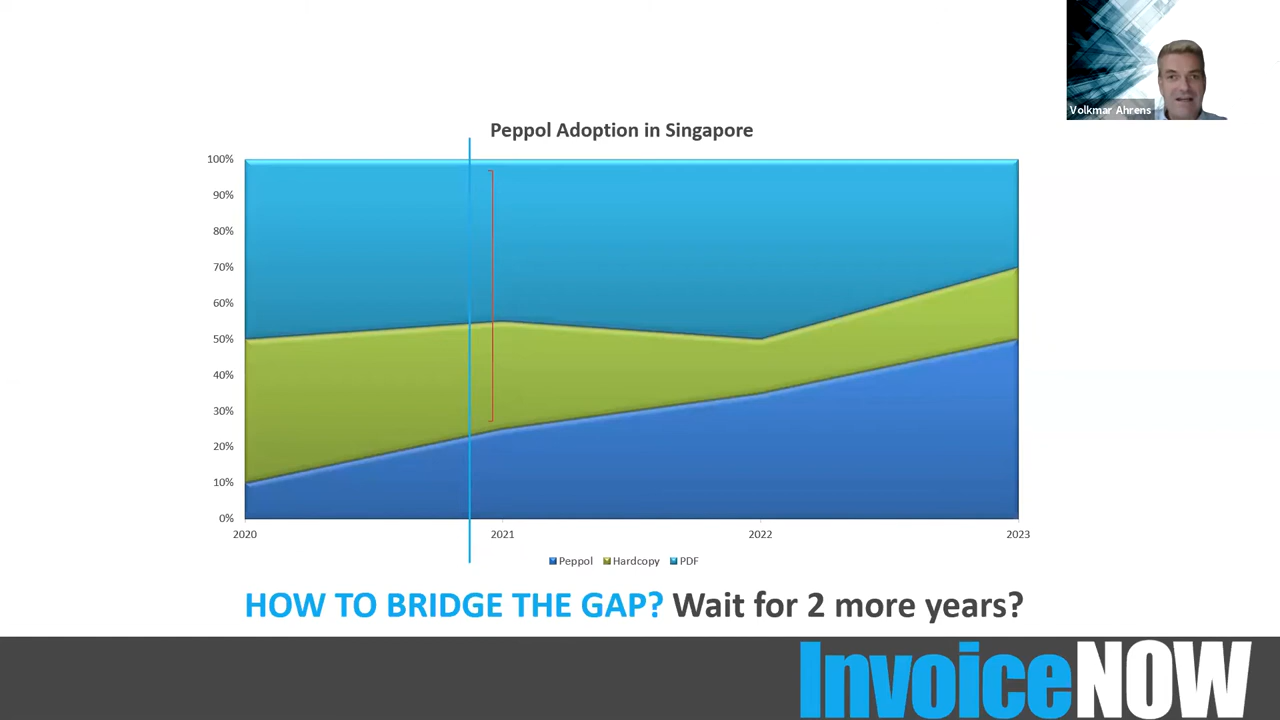 Volkmar Ahrens
Peppol Adoption in Singapore
100%
90%
80%
70%
60%
50%
40%
30%
20%
10%
0%
2020 2021 2022 2023
Peppol Hardcopy PDF
HOW TO BRIDGE THE GAP? Wait for 2 more years?
InvoiceNOW